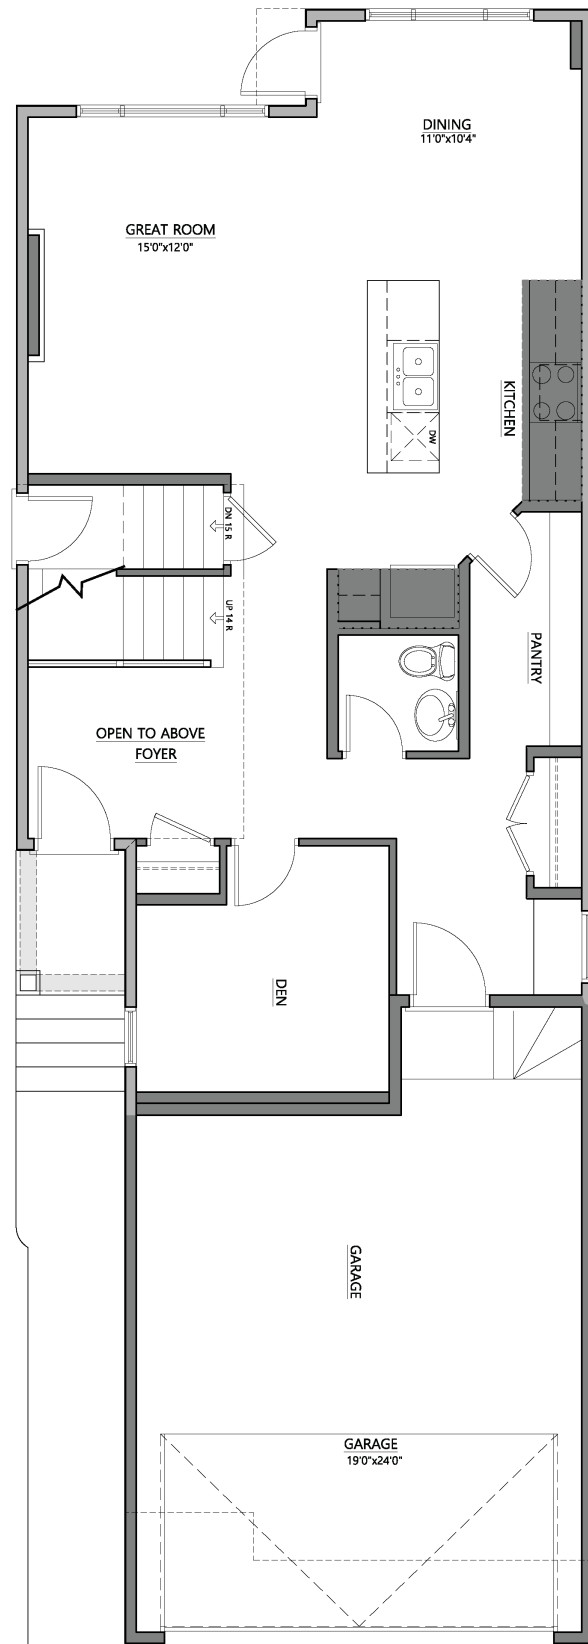 DINING
11'0"x10'4"
GREAT ROOM
15'0"x12'0"
KITCHEN
DW
DN 15 R
UP 14 R
PANTRY
OPEN TO ABOVE
FOYER
DEN
GARAGE
GARAGE
19'0"x24'0"